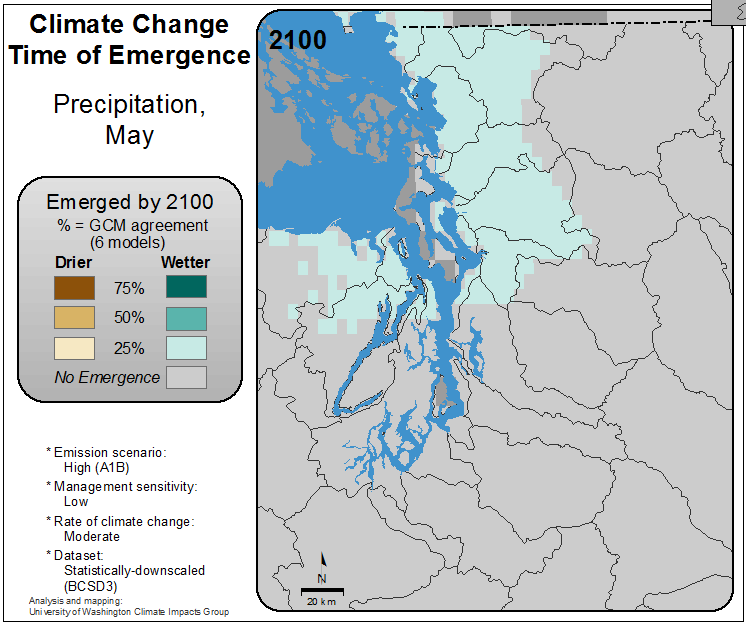 Climate Change
Time of Emergence
Precipitation,
May
Emerged by 2100
% = GCM agreement
(6 models)
Drier Wetter
75%
50%
25%
No Emergence
* Emission scenario:
High (A1B)
* Management sensitivity:
Low
* Rate of climate change:
Moderate
* Dataset:
Statistically-downscaled
(BCSD3)
Analysis and mapping:
University of Washington Climate Impacts Group
2100
N
20 km